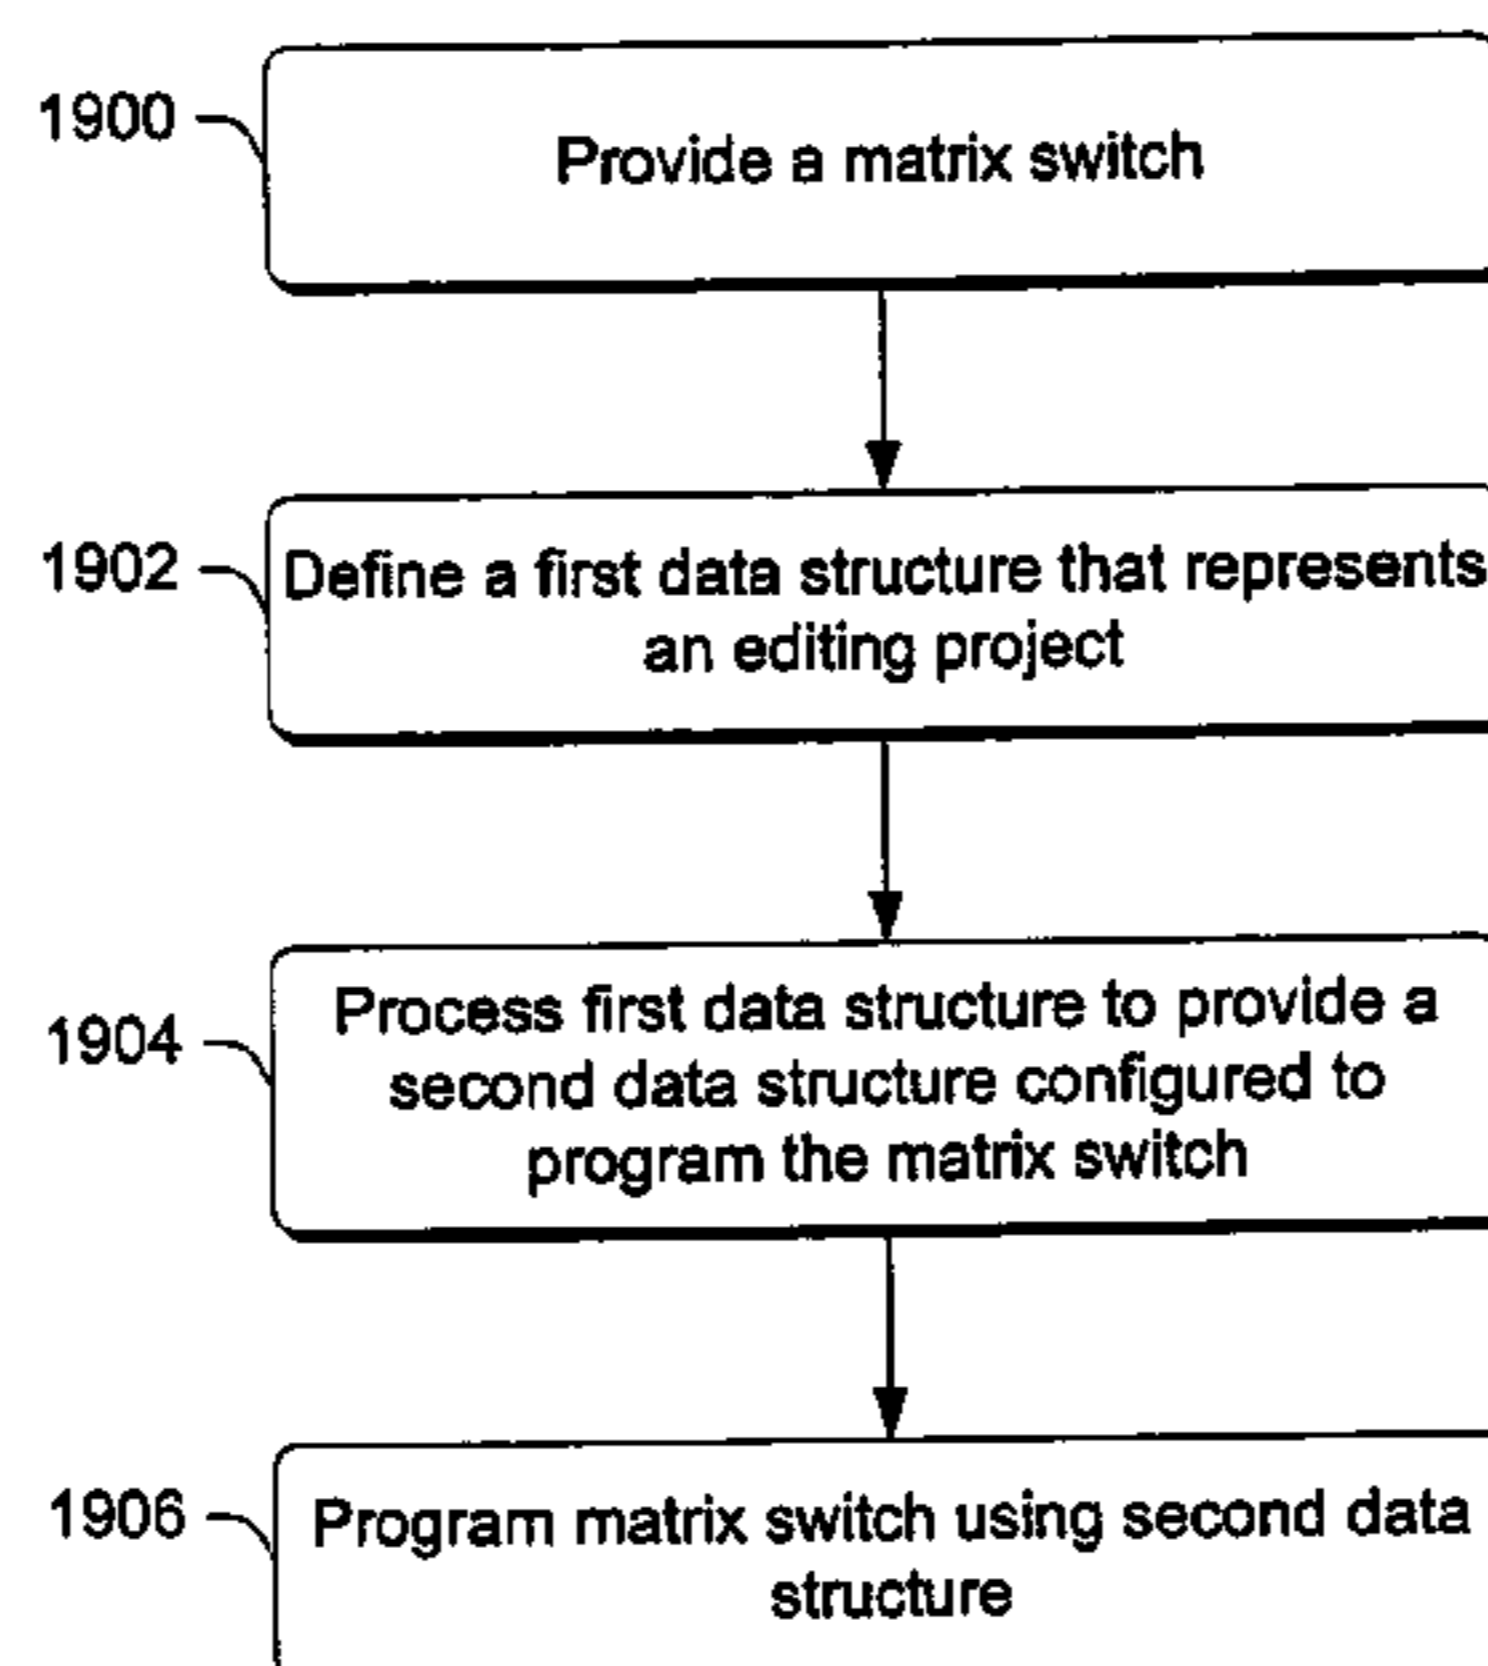 1900
Provide a matrix switch
1902
Define a first data structure that represents
an editing project
1904
Process first data structure to provide a
second data structure configured to
program the matrix switch
1906
Program matrix switch using second data
structure